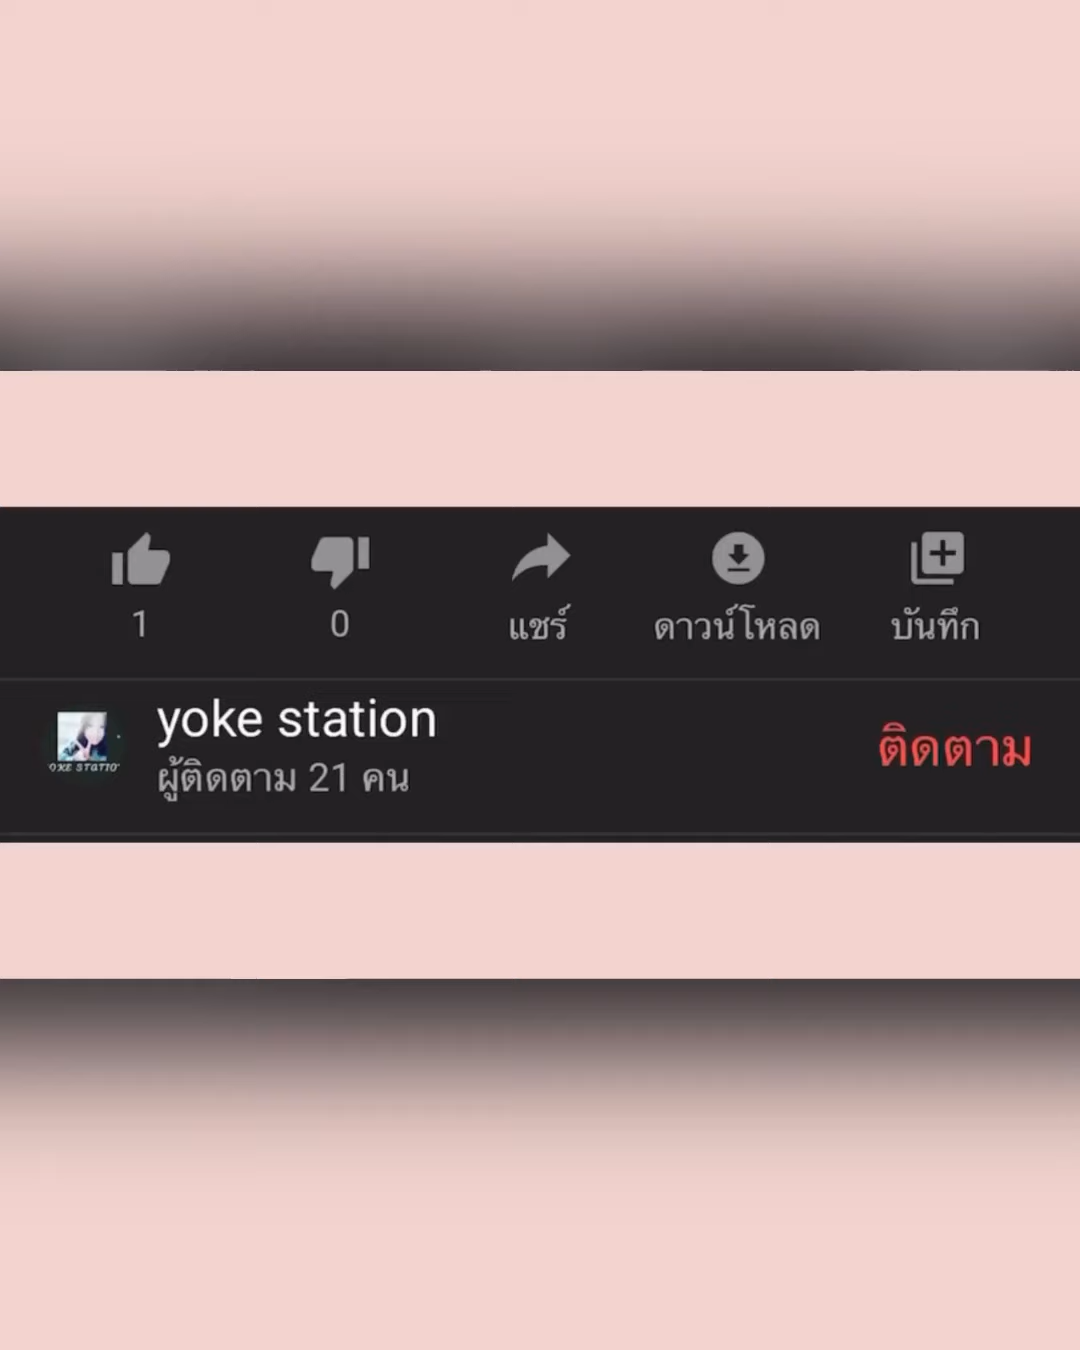 1
0
แชร์
ดาวน์โหลด
บันทึก
yoke station
ผู้ติดตาม 21 คน
ติดตาม